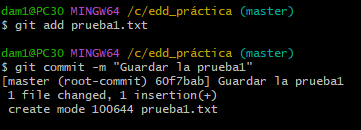 dam1@PC30 MINGW64 /c/edd_práctica (master)
$ git add prueba1.txt
dam1@PC30 MINGW64 /c/edd_práctica (master)
$ git commit -m "Guardar la prueba1"
[master (root-commit) 60f7bab] Guardar la prueba1
 1 file changed, 1 insertion(+)
 create mode 100644 prueba1.txt